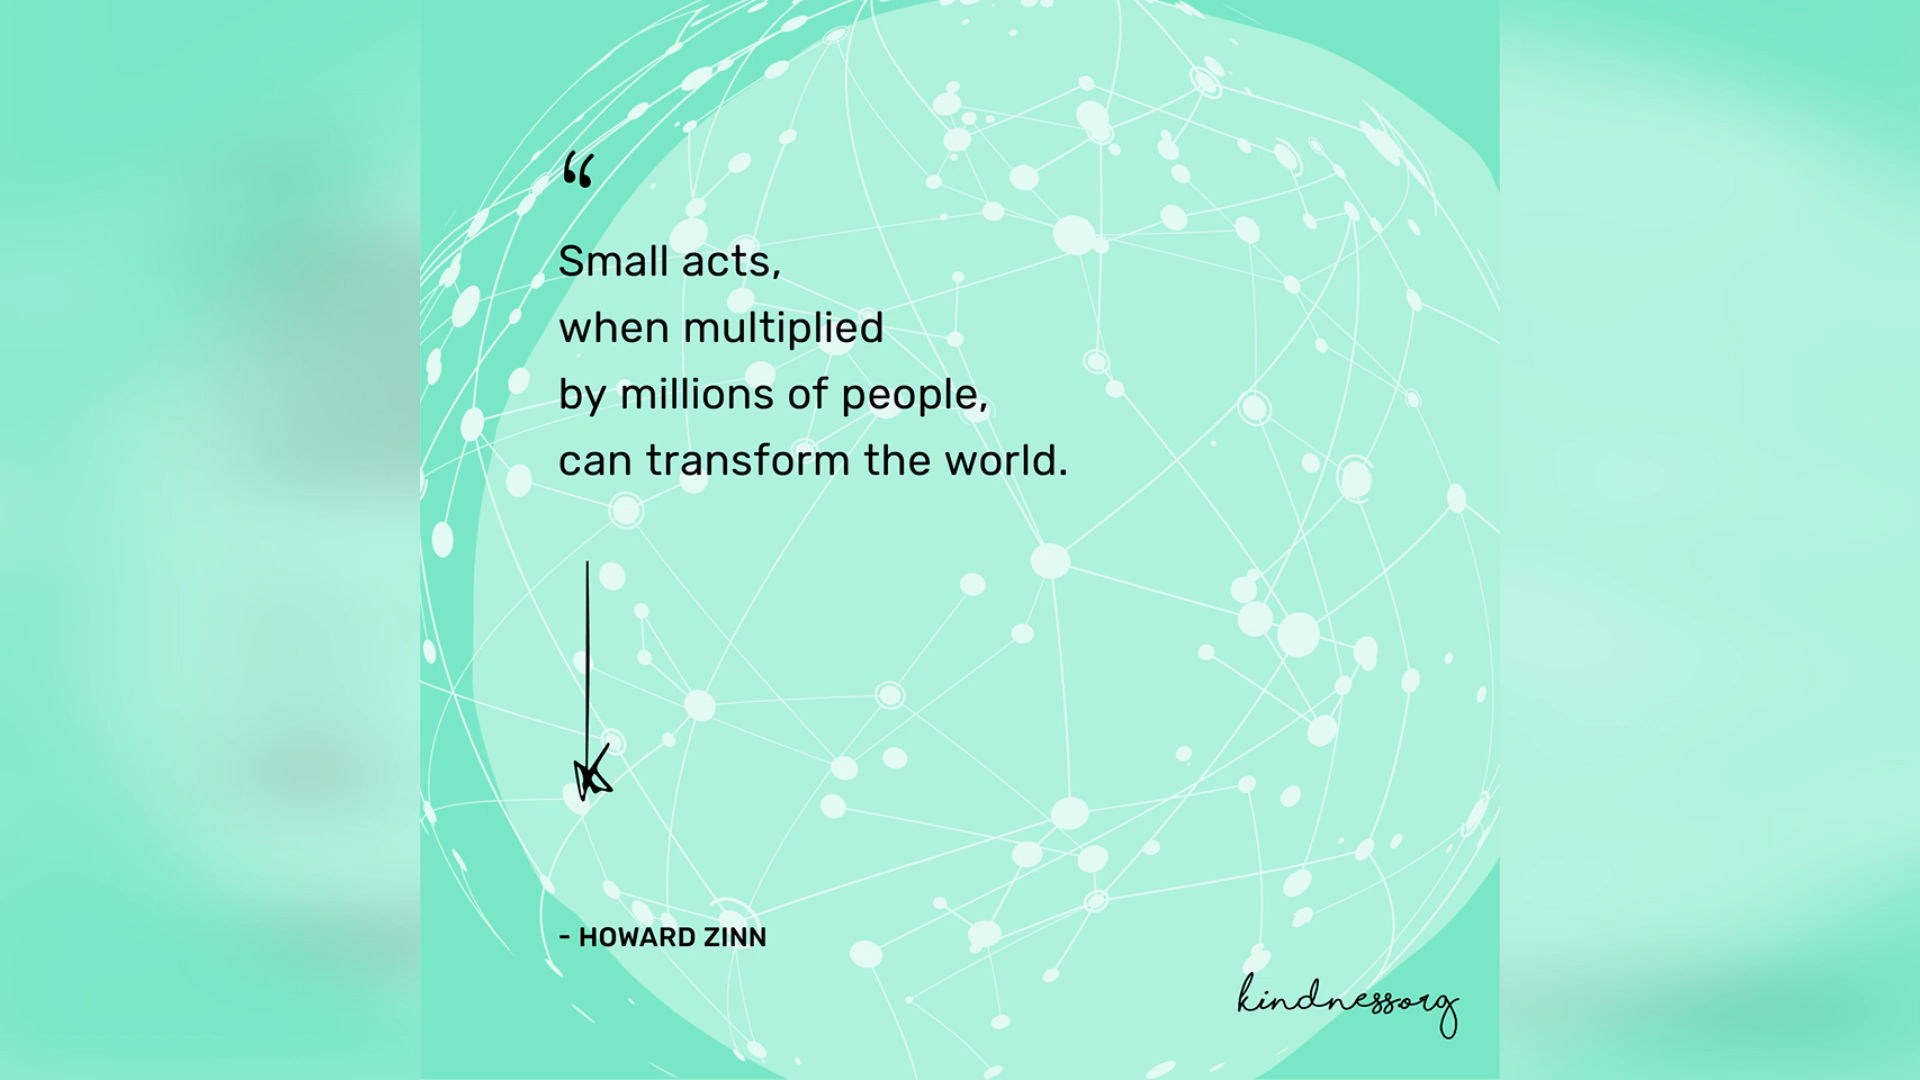 “
Small acts,
when multiplied
by millions of people,
can transform the world.
- HOWARD ZINN
kindnessorg